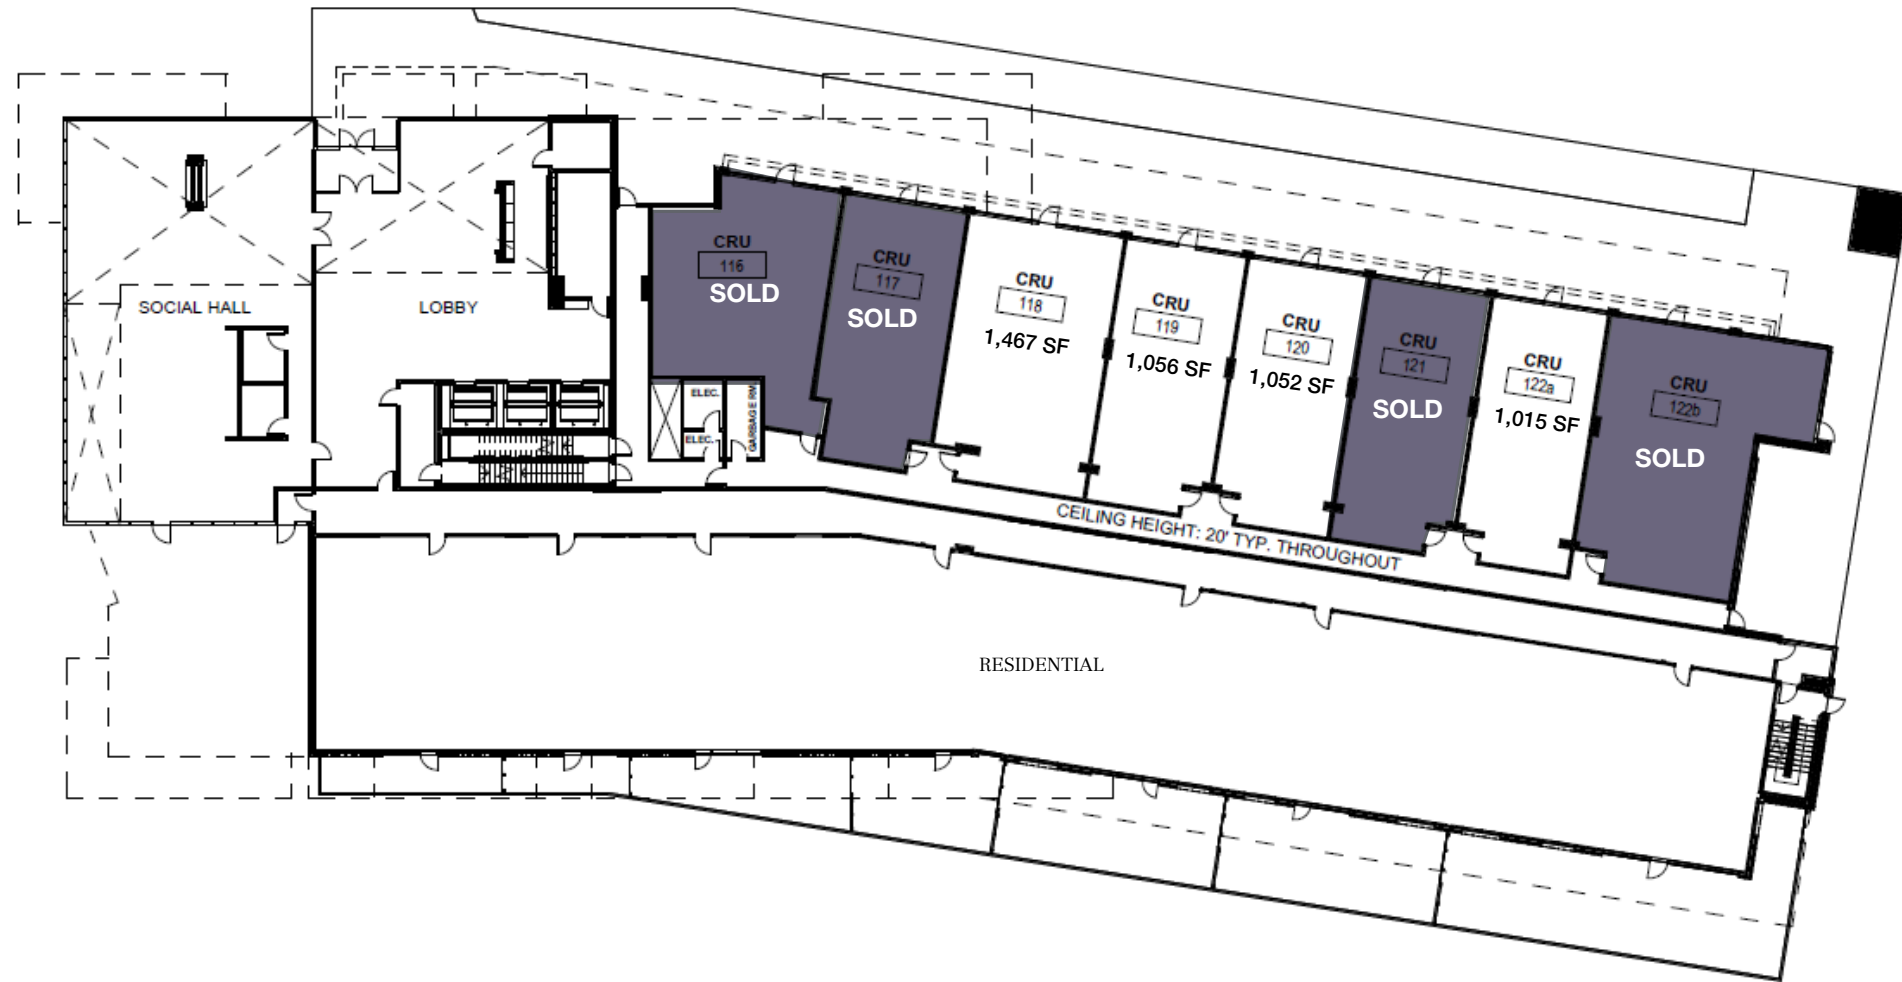 SOCIAL HALL
LOBBY
CRU
116
SOLD
CRU
117
SOLD
CRU
118
1,467 SF
CRU
119
1,056 SF
CRU
120
1,052 SF
CRU
121
SOLD
CRU
122a
1,015 SF
CRU
122b
SOLD
ELEC.
ELEC.
GARBAGE RM
CEILING HEIGHT: 20' TYP. THROUGHOUT
RESIDENTIAL